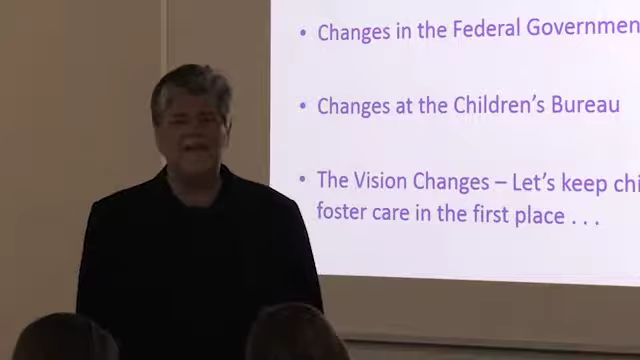 • Changes in the Federal Governmen
• Changes at the Children's Bureau
• The Vision Changes – Let's keep chi
foster care in the first place . . .